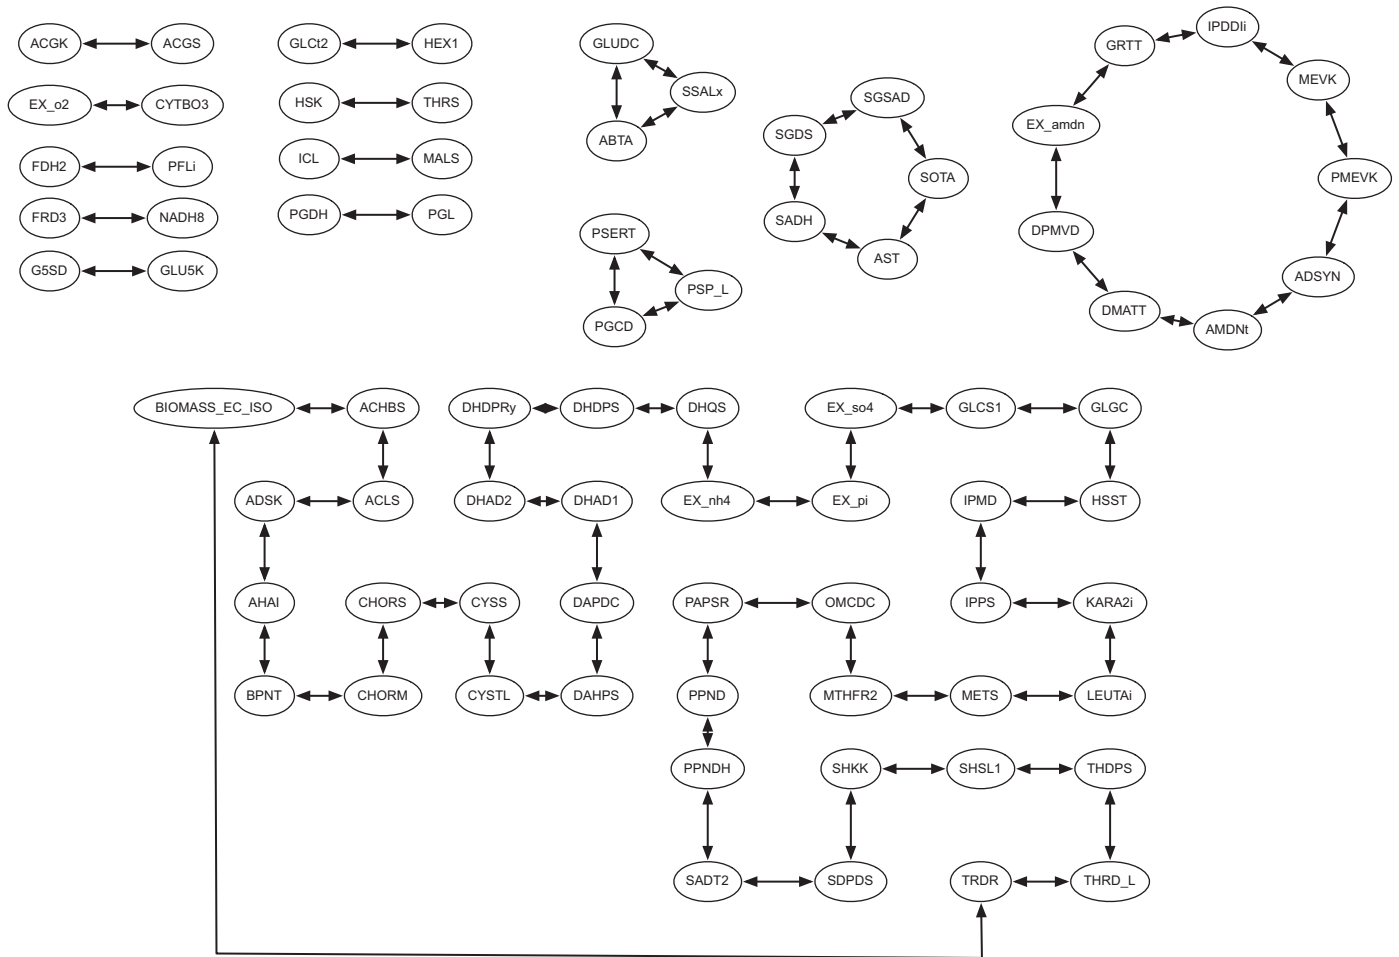 ACGK
ACGS
EX_o2
CYTBO3
FDH2
PFLi
FRD3
NADH8
G5SD
GLU5K
GLCt2
HEX1
HSK
THRS
ICL
MALS
PGDH
PGL
GLUDC
SSALx
ABTA
PSERT
PSP_L
PGCD
SGSAD
SGDS
SOTA
SADH
AST
IPDDIi
GRTT
MEVK
EX_amdn
PMEVK
DPMVD
ADSYN
DMATT
AMDNt
BIOMASS_EC_ISO
ACHBS
DHDPRy
DHDPS
DHQS
EX_so4
GLCS1
GLGC
ADSK
ACLS
DHAD2
DHAD1
EX_nh4
EX_pi
IPMD
HSST
AHAI
CHORS
CYSS
DAPDC
PAPSR
OMCDC
IPPS
KARA2i
BPNT
CHORM
CYSTL
DAHPS
PPND
MTHFR2
METS
LEUTAi
PPNDH
SHKK
SHSL1
THDPS
SADT2
SDPDS
TRDR
THRD_L